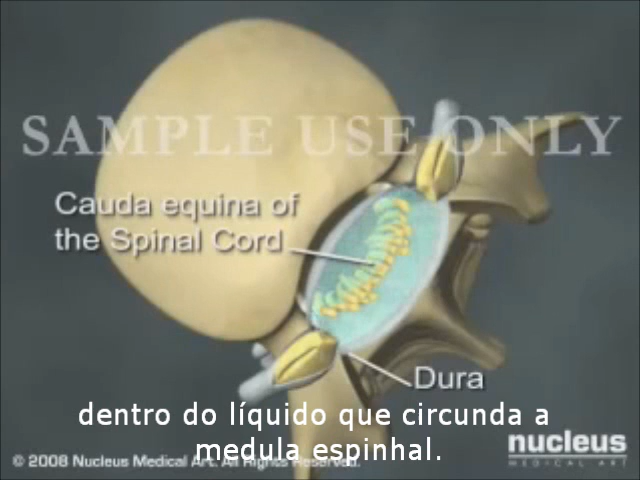 SAMPLE USE ONLY
Cauda equina of
the Spinal Cord
Dura
dentro do líquido que circunda a
medula espinhal.
nucleus
MEDICAL ART
© 2008 Nucleus Medical Art. All Rights Reserved.